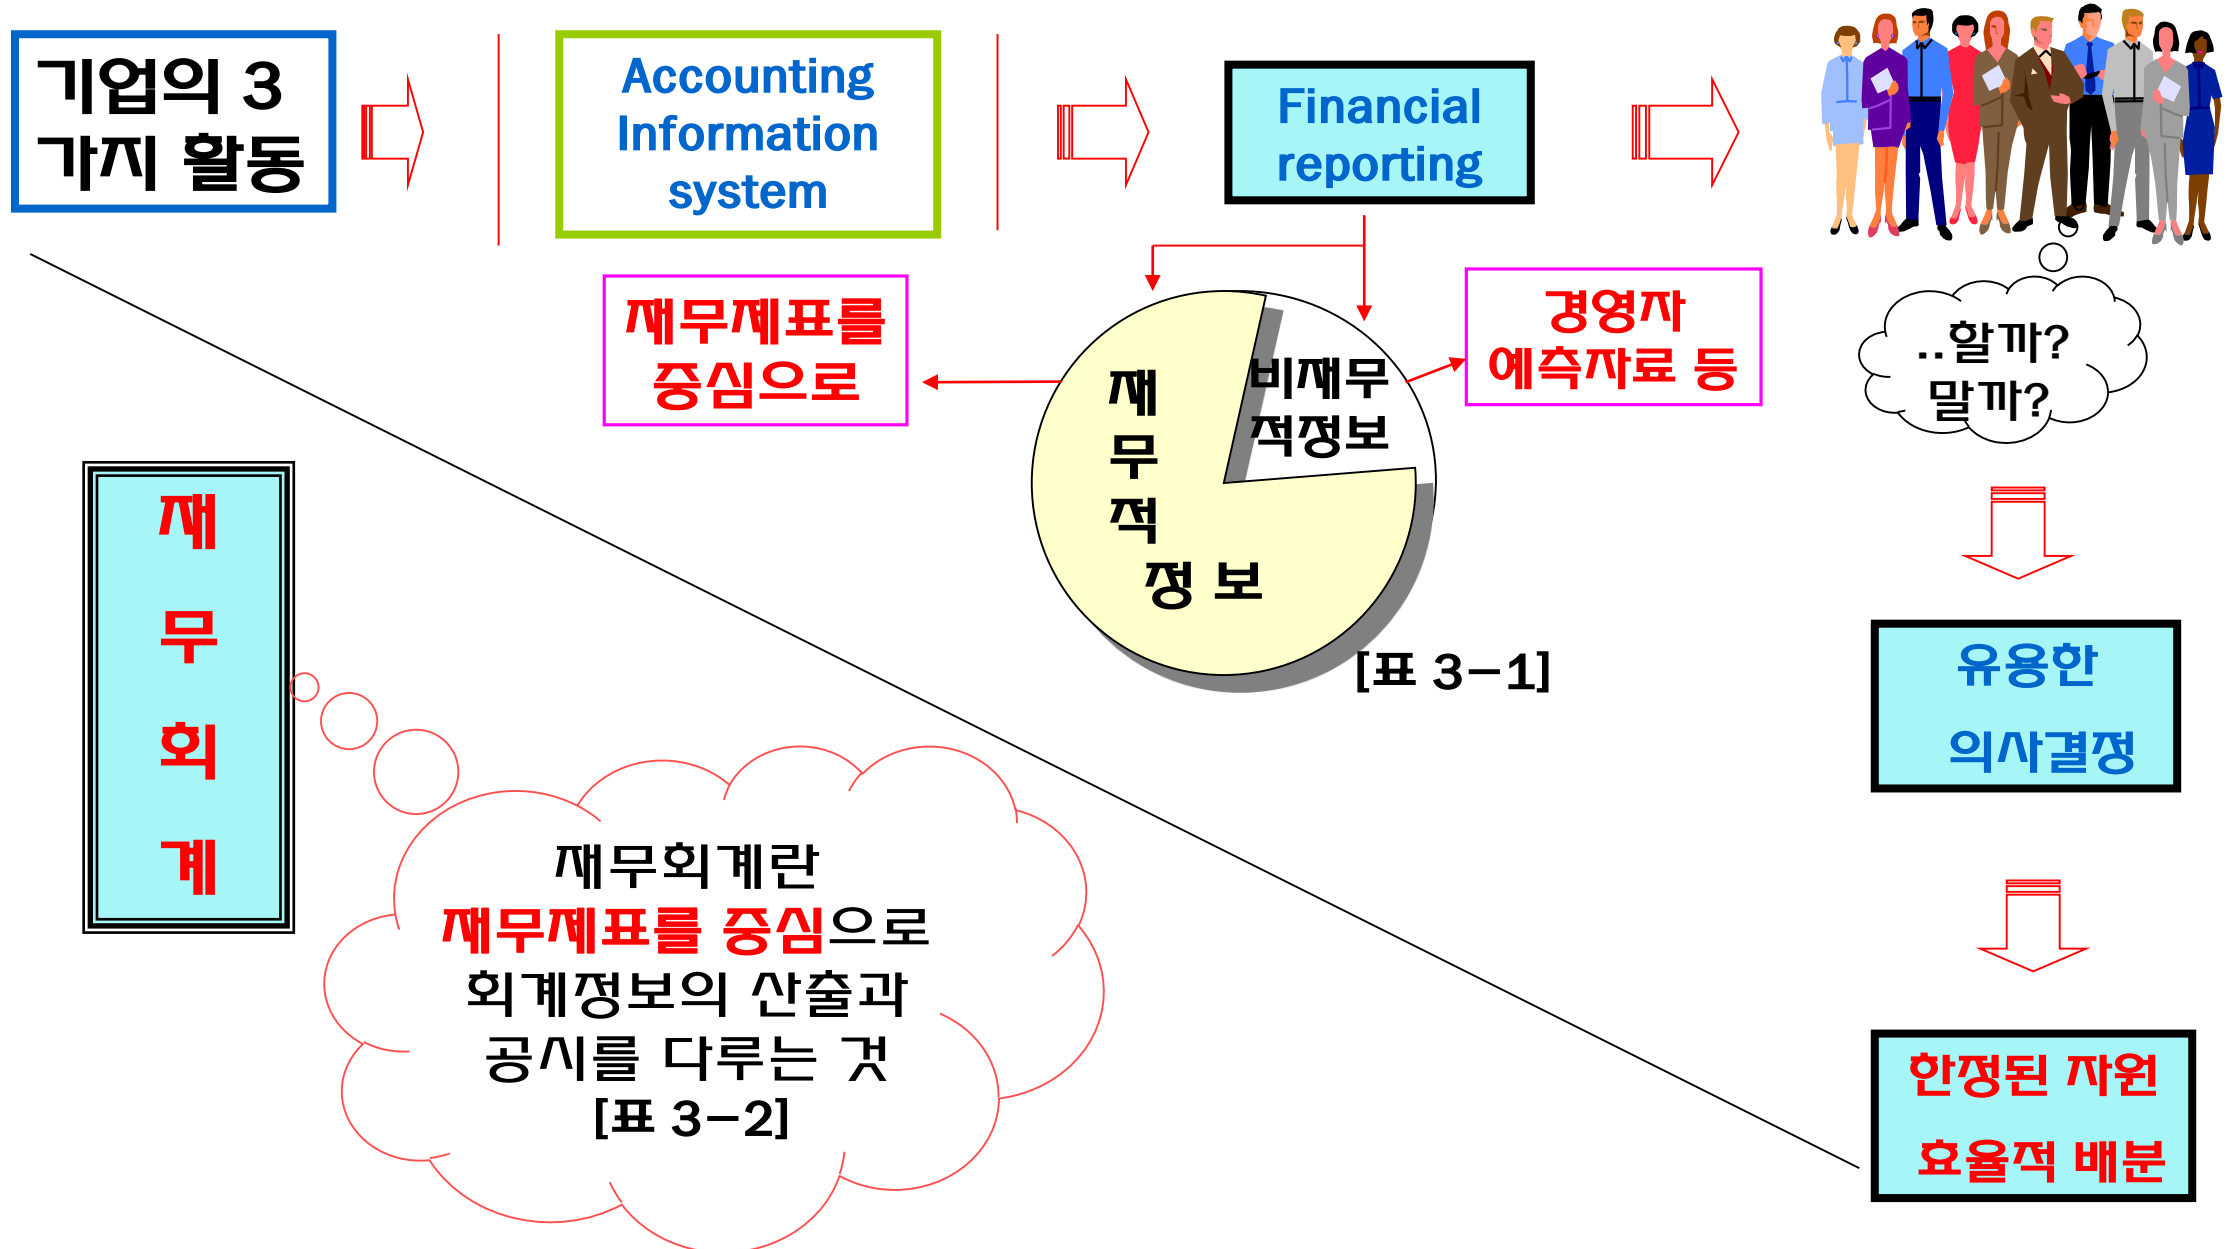 기업의 3
가지 활동
Accounting
Information
system
Financial
reporting
재무제표를
중심으로
경영자
예측자료 등
..할까?
말까?
재
무
적
정 보
비재무
적정보
[표 3-1]
유용한
의사결정
한정된 자원
효율적 배분
재
무
회
계
재무회계란
재무제표를 중심으로
회계정보의 산출과
공시를 다루는 것
[표 3-2]